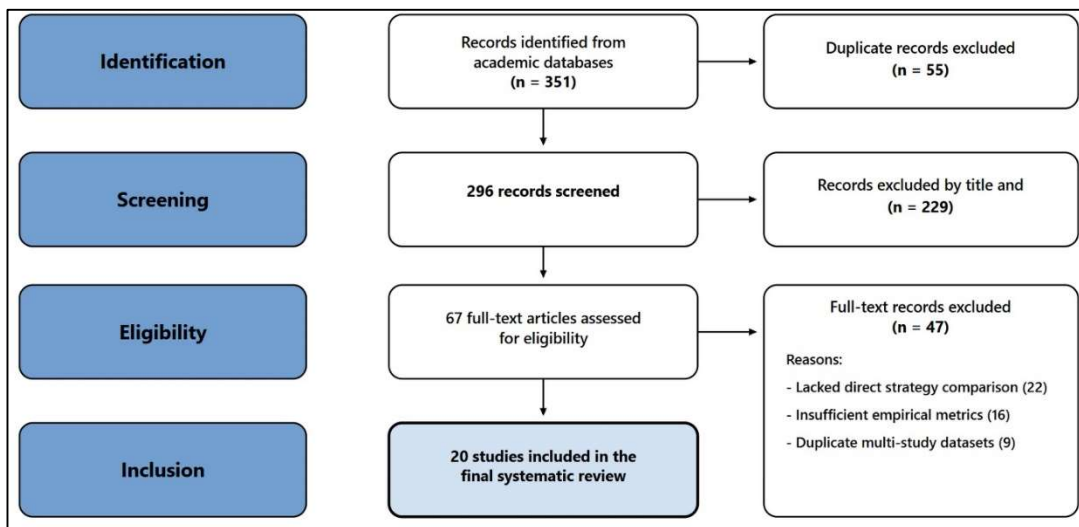 Identification
Records identified from
academic databases
(n = 351)
Duplicate records excluded
(n = 55)
Screening
296 records screened
Records excluded by title and
(n = 229)
Eligibility
67 full-text articles assessed
for eligibility
Full-text records excluded
(n = 47)
Reasons:
- Lacked direct strategy comparison (22)
- Insufficient empirical metrics (16)
- Duplicate multi-study datasets (9)
Inclusion
20 studies included in the
final systematic review